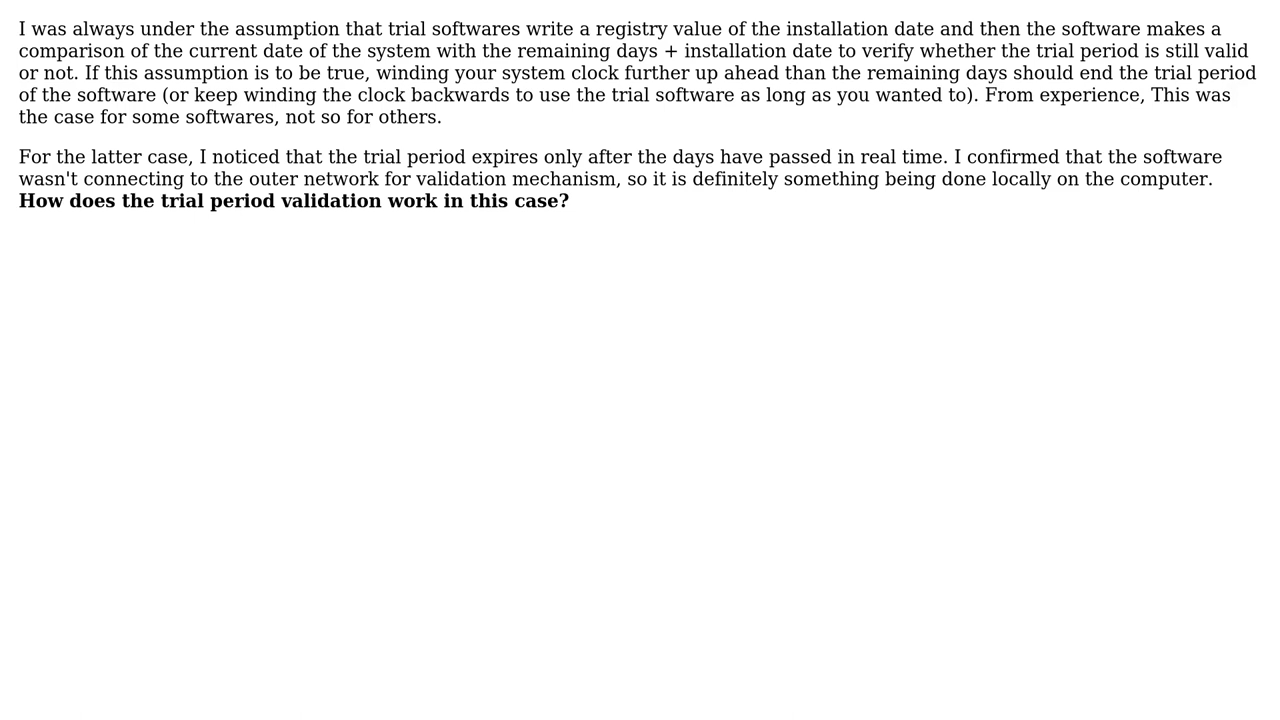 I was always under the assumption that trial softwares write a registry value of the installation date and then the software makes a
comparison of the current date of the system with the remaining days + installation date to verify whether the trial period is still valid
or not. If this assumption is to be true, winding your system clock further up ahead than the remaining days should end the trial period
of the software (or keep winding the clock backwards to use the trial software as long as you wanted to). From experience, This was
the case for some softwares, not so for others.
For the latter case, I noticed that the trial period expires only after the days have passed in real time. I confirmed that the software
wasn't connecting to the outer network for validation mechanism, so it is definitely something being done locally on the computer.
How does the trial period validation work in this case?